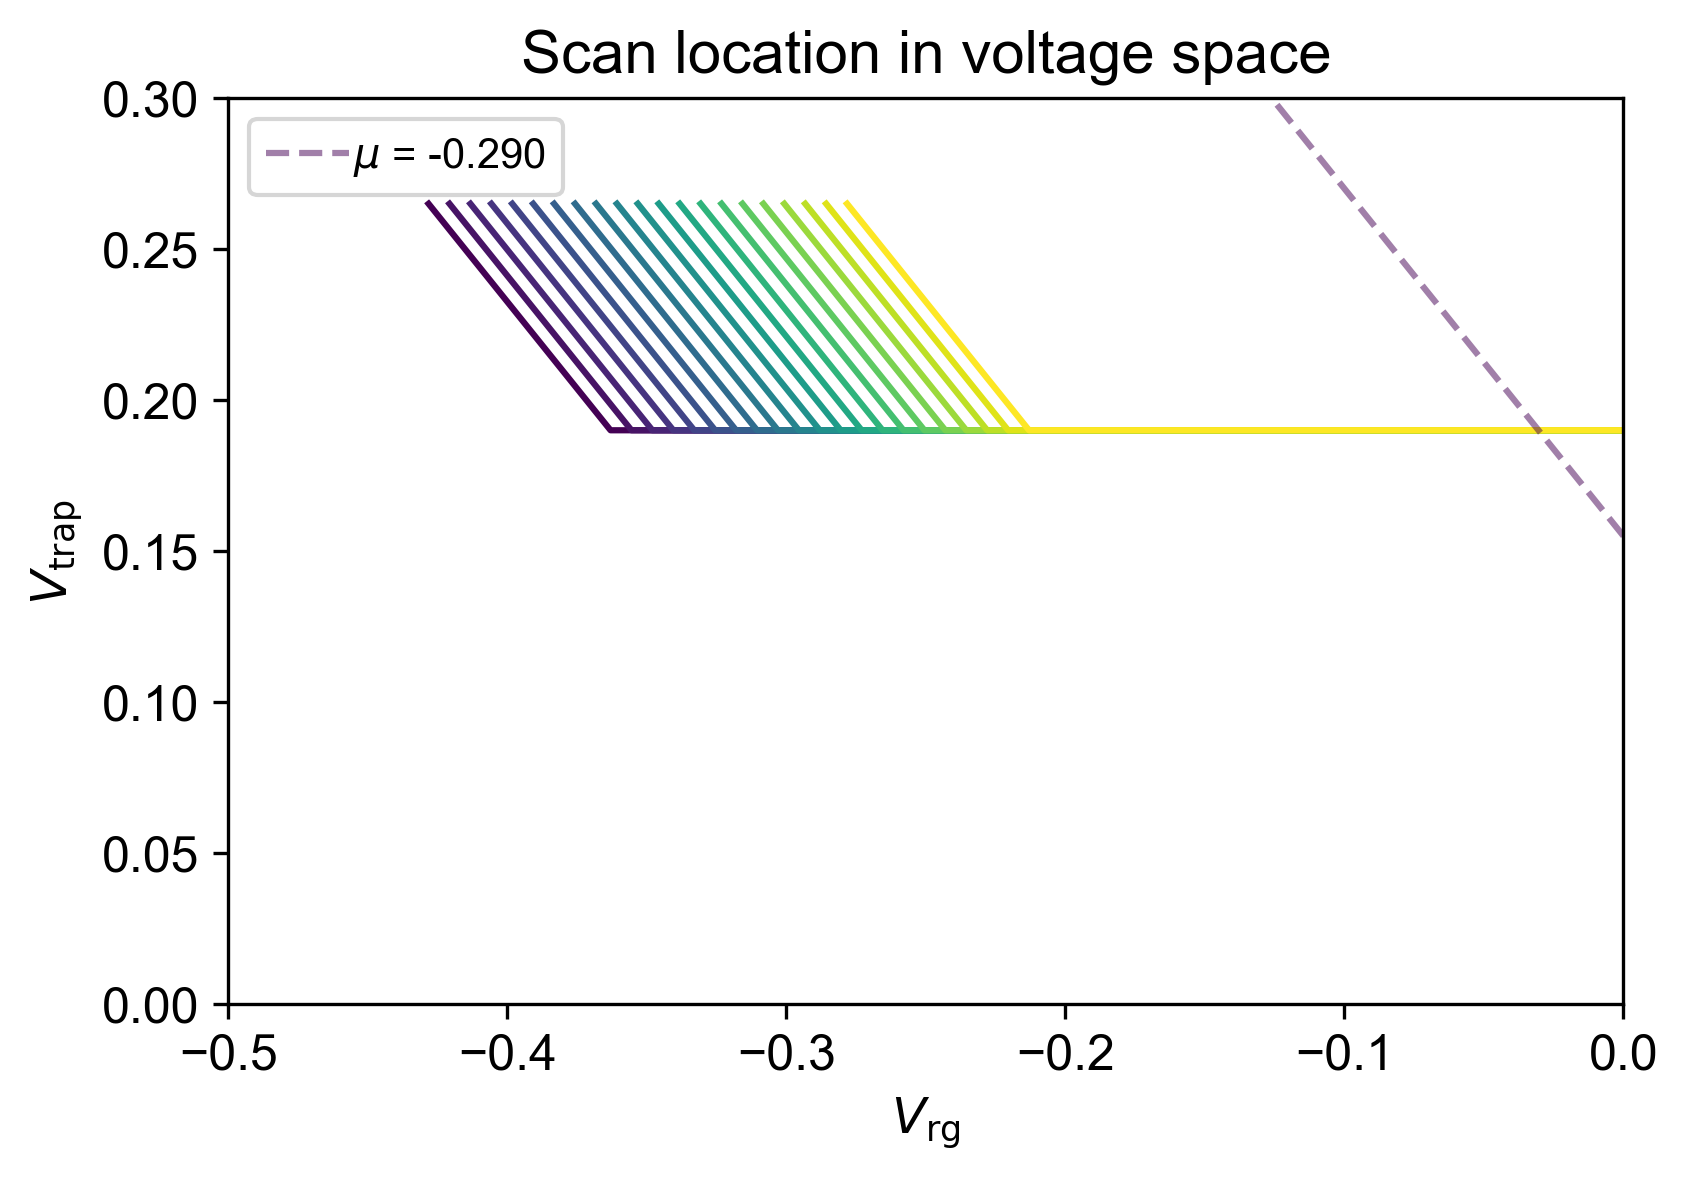 Scan location in voltage space
μ = -0.290
0.30
0.25
0.20
0.15
0.10
0.05
0.00
V_trap
−0.5 −0.4 −0.3 −0.2 −0.1 0.0
V_rg